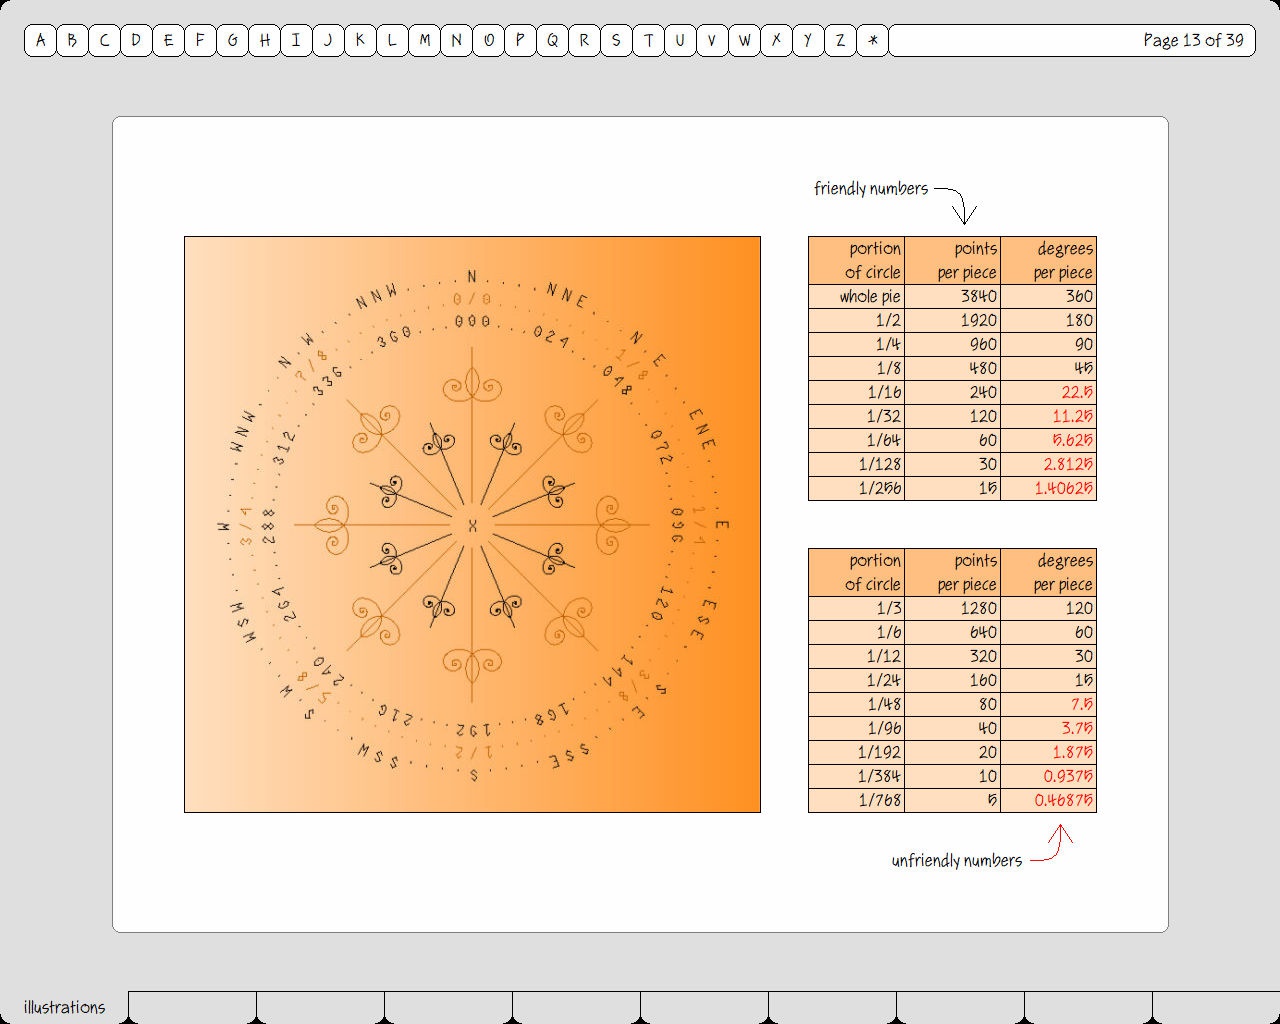 A B C D E F G H I J K L M N O P Q R S T U V W X Y Z * Page 13 of 39
friendly numbers
N
NNE
N E
ENE
E
ESE
S E
SSE
S
SSW
S W
WSW
W
WNW
N W
NNW
0/0
1/8
1/4
3/8
1/2
5/8
3/4
7/8
000
024
048
072
096
120
144
168
192
216
240
264
288
312
336
360
X
portion points degrees
of circle per piece per piece
whole pie 3840 360
1/2 1920 180
1/4 960 90
1/8 480 45
1/16 240 22.5
1/32 120 11.25
1/64 60 5.625
1/128 30 2.8125
1/256 15 1.40625
portion points degrees
of circle per piece per piece
1/3 1280 120
1/6 640 60
1/12 320 30
1/24 160 15
1/48 80 7.5
1/96 40 3.75
1/192 20 1.875
1/384 10 0.9375
1/768 5 0.46875
unfriendly numbers
illustrations